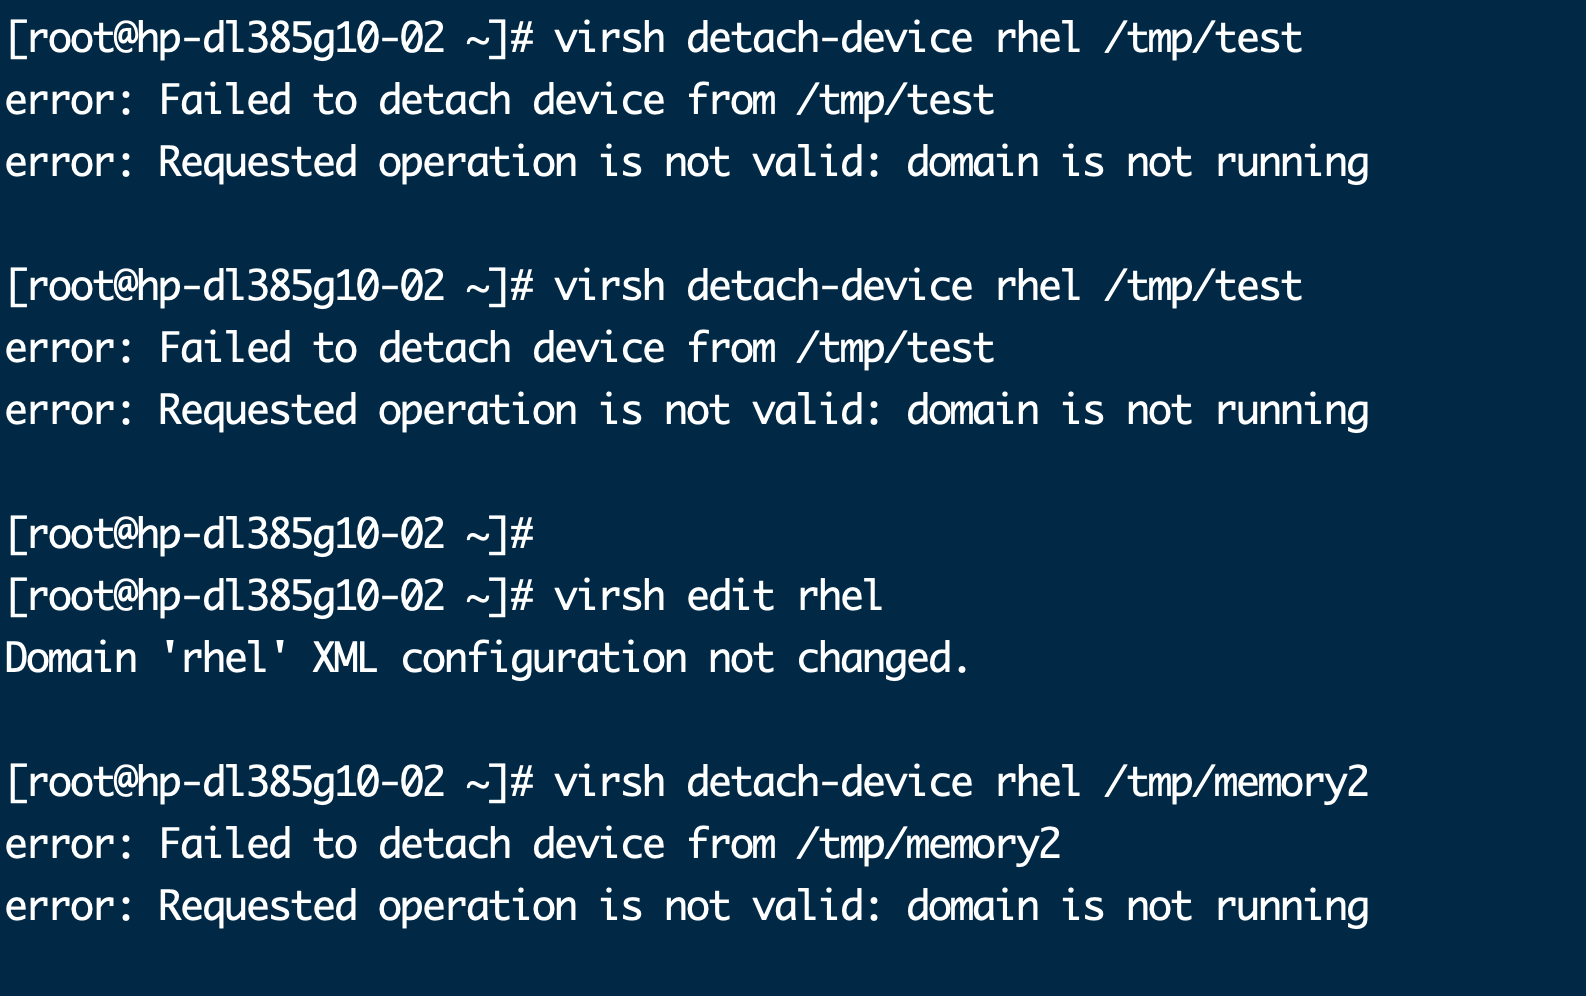 [root@hp-dl385g10-02 ~]# virsh detach-device rhel /tmp/test
error: Failed to detach device from /tmp/test
error: Requested operation is not valid: domain is not running
[root@hp-dl385g10-02 ~]# virsh detach-device rhel /tmp/test
error: Failed to detach device from /tmp/test
error: Requested operation is not valid: domain is not running
[root@hp-dl385g10-02 ~]#
[root@hp-dl385g10-02 ~]# virsh edit rhel
Domain 'rhel' XML configuration not changed.
[root@hp-dl385g10-02 ~]# virsh detach-device rhel /tmp/memory2
error: Failed to detach device from /tmp/memory2
error: Requested operation is not valid: domain is not running